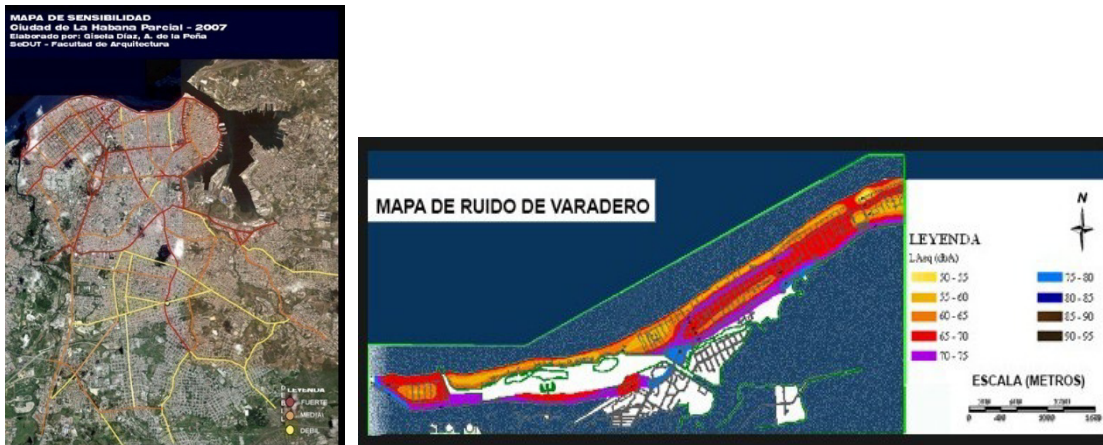 MAPA DE SENSIBILIDAD
Ciudad de La Habana Parcial - 2007
Elaborado por: Gisela Díaz, A. de la Peña
SeDUT - Facultad de Arquitectura
LEYENDA
FUERTE
MEDIA
DEBIL
MAPA DE RUIDO DE VARADERO
N
LEYENDA
LAeq (dbA)
50 - 55
55 - 60
60 - 65
65 - 70
70 - 75
75 - 80
80 - 85
85 - 90
90 - 95
ESCALA (METROS)